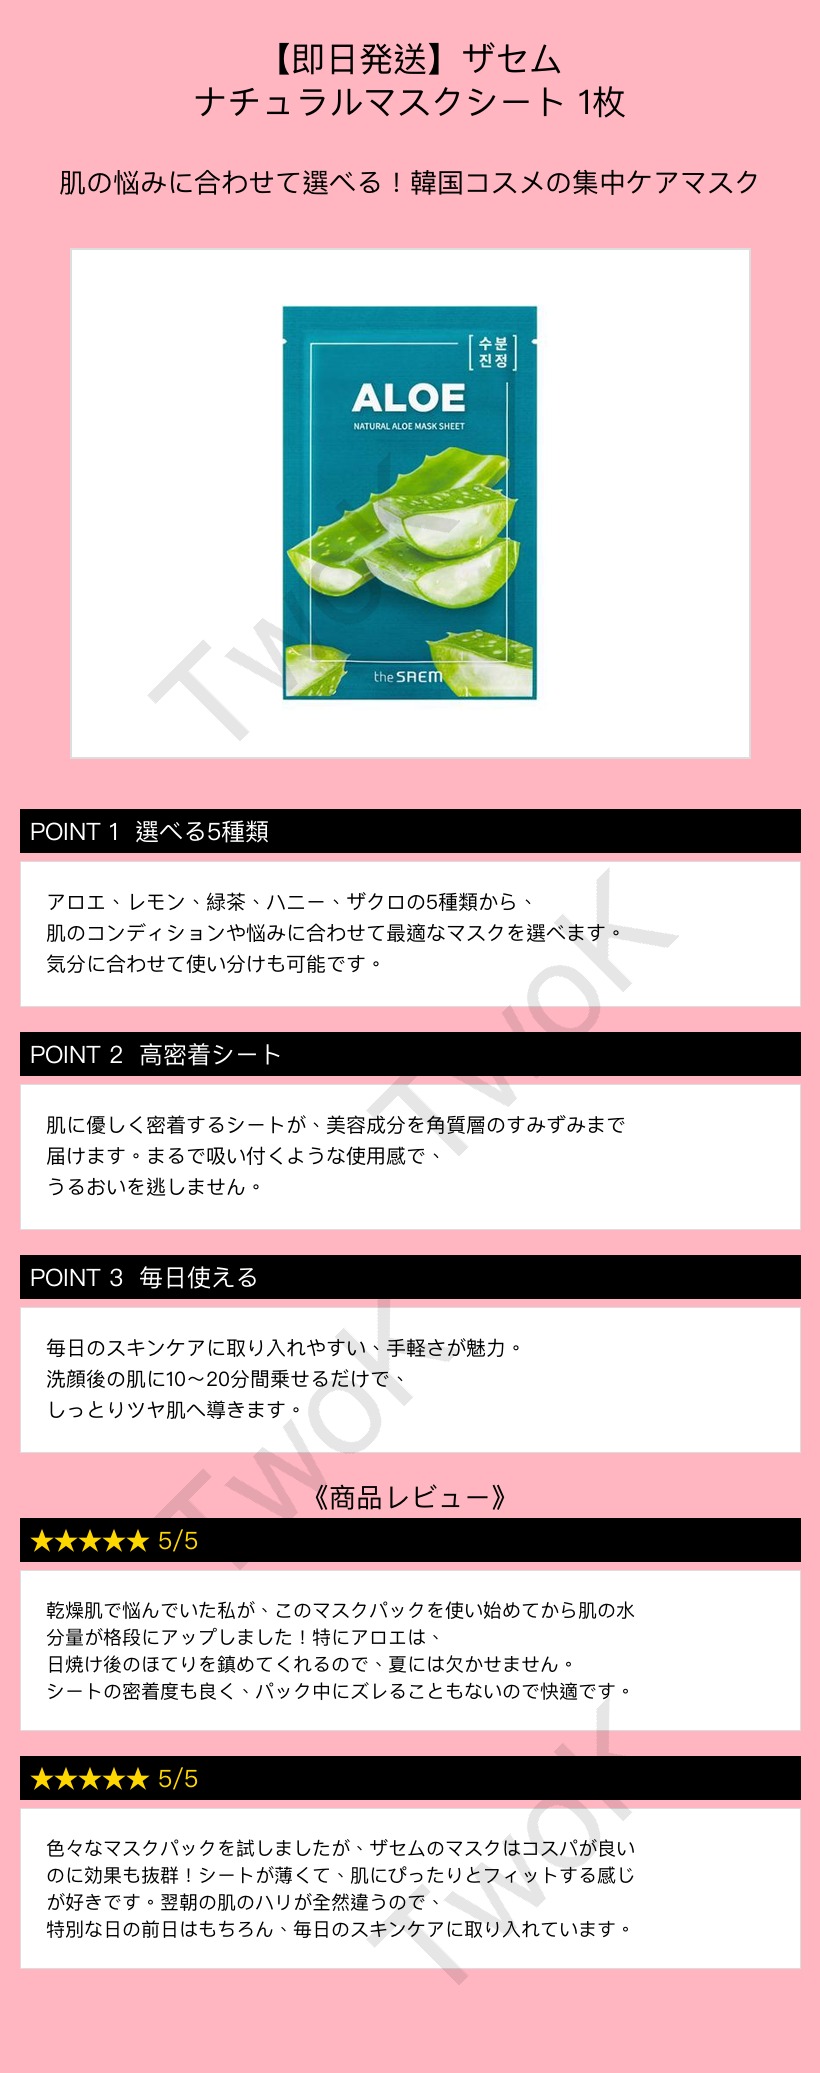 【即日発送】ザセム
ナチュラルマスクシート 1枚
肌の悩みに合わせて選べる！韓国コスメの集中ケアマスク
수분
진정
ALOE
NATURAL ALOE MASK SHEET
the SAEM
TwoK
POINT 1 選べる5種類
アロエ、レモン、緑茶、ハニー、ザクロの5種類から、
肌のコンディションや悩みに合わせて最適なマスクを選べます。
気分に合わせて使い分けも可能です。
TwoK
POINT 2 高密着シート
肌に優しく密着するシートが、美容成分を角質層のすみずみまで
届けます。まるで吸い付くような使用感で、
うるおいを逃しません。
POINT 3 毎日使える
毎日のスキンケアに取り入れやすい、手軽さが魅力。
洗顔後の肌に10～20分間乗せるだけで、
しっとりツヤ肌へ導きます。
TwoK
《商品レビュー》
★★★★★ 5/5
乾燥肌で悩んでいた私が、このマスクパックを使い始めてから肌の水
分量が格段にアップしました！特にアロエは、
日焼け後のほてりを鎮めてくれるので、夏には欠かせません。
シートの密着度も良く、パック中にズレることもないので快適です。
★★★★★ 5/5
色々なマスクパックを試しましたが、ザセムのマスクはコスパが良い
のに効果も抜群！シートが薄くて、肌にぴったりとフィットする感じ
が好きです。翌朝の肌のハリが全然違うので、
特別な日の前日はもちろん、毎日のスキンケアに取り入れています。
TwoK